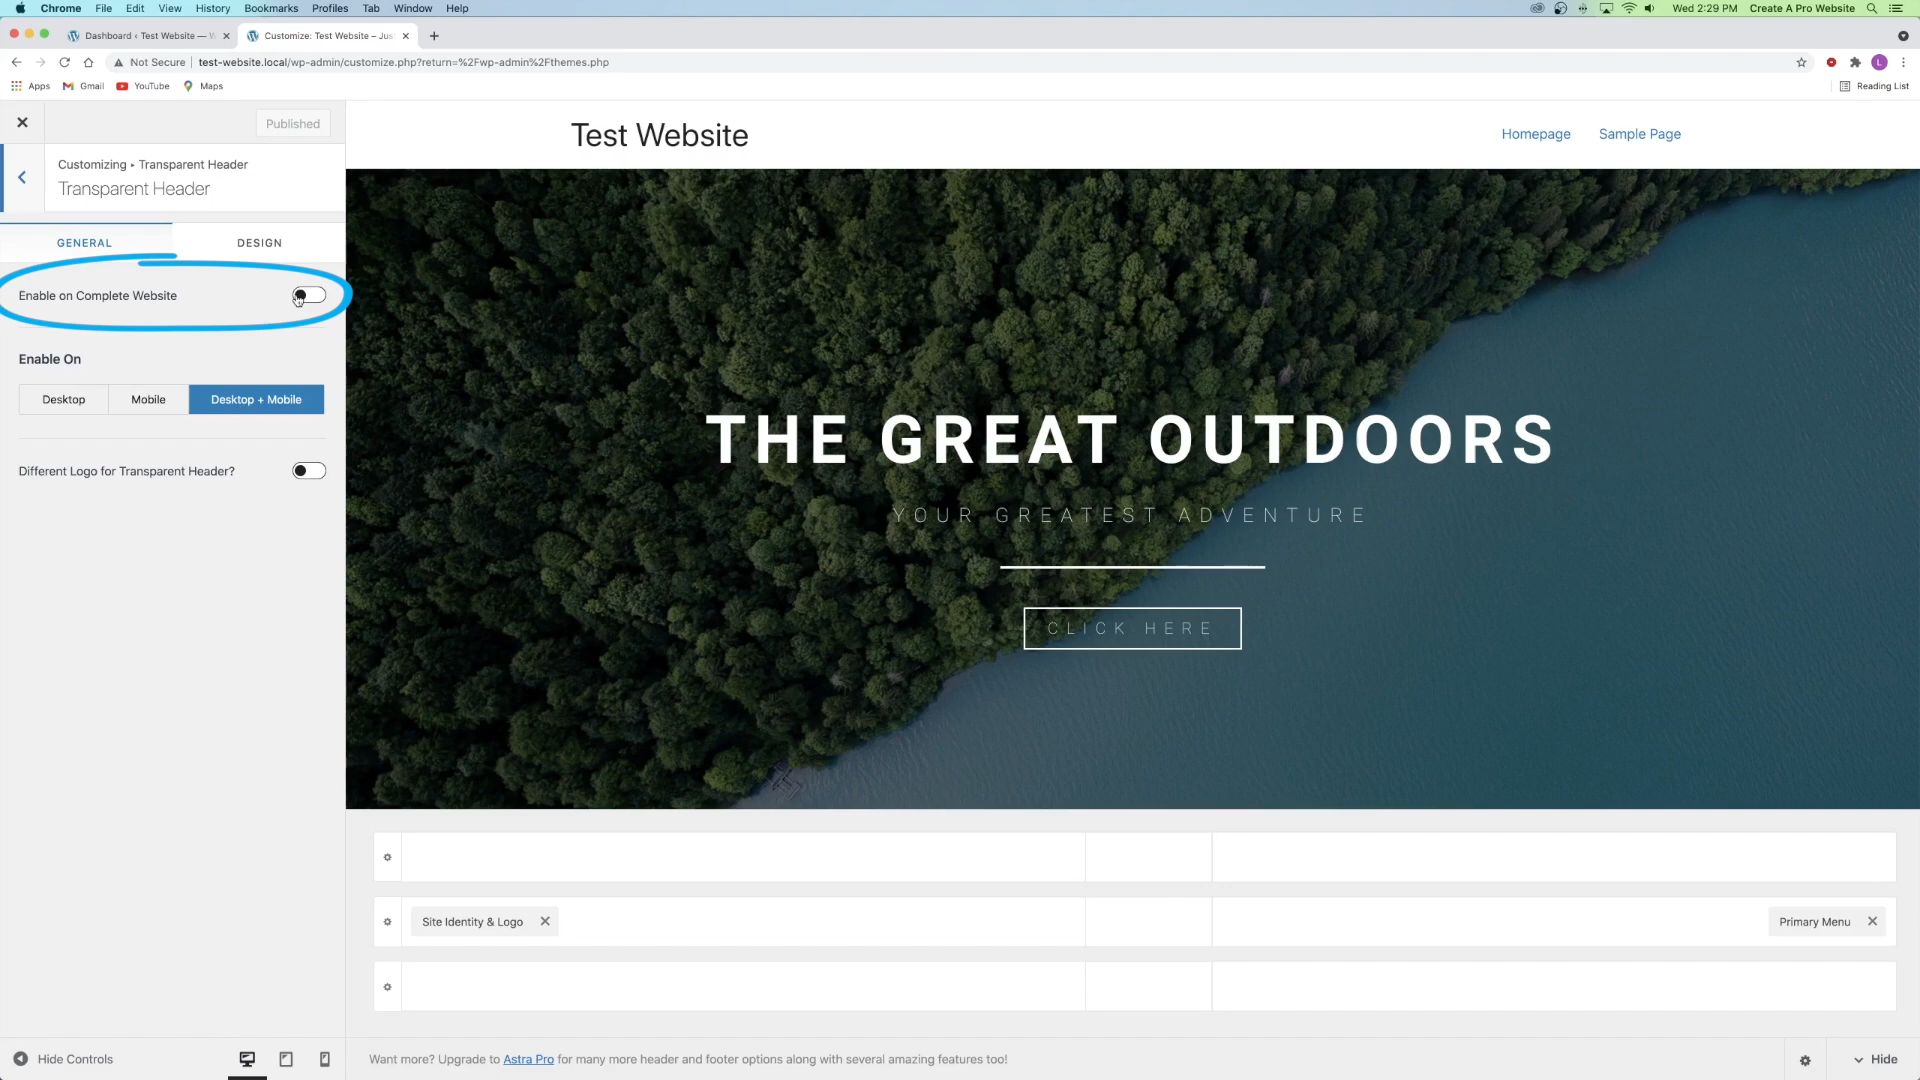 Chrome File Edit View History Bookmarks Profiles Tab Window Help Wed 2:29 PM Create A Pro Website
Dashboard ‹ Test Website — W Customize: Test Website – Jus
Not Secure test-website.local/wp-admin/customize.php?return=%2Fwp-admin%2Fthemes.php L
Apps Gmail YouTube Maps Reading List
Published
Customizing ▸ Transparent Header
Transparent Header
GENERAL DESIGN
Enable on Complete Website
Enable On
Desktop Mobile Desktop + Mobile
Different Logo for Transparent Header?
Test Website Homepage Sample Page
THE GREAT OUTDOORS
YOUR GREATEST ADVENTURE
CLICK HERE
Site Identity & Logo Primary Menu
Hide Controls Want more? Upgrade to Astra Pro for many more header and footer options along with several amazing features too! Hide